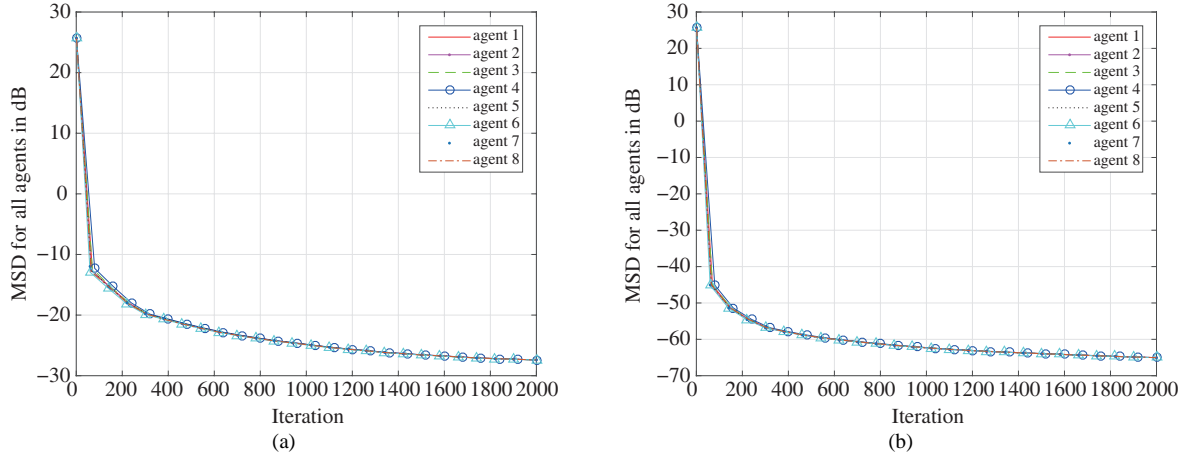 30
20
10
0
−10
−20
−30
MSD for all agents in dB
0 200 400 600 800 1000 1200 1400 1600 1800 2000
Iteration
agent 1
agent 2
agent 3
agent 4
agent 5
agent 6
agent 7
agent 8
(a)
30
20
10
0
−10
−20
−30
−40
−50
−60
−70
MSD for all agents in dB
0 200 400 600 800 1000 1200 1400 1600 1800 2000
Iteration
agent 1
agent 2
agent 3
agent 4
agent 5
agent 6
agent 7
agent 8
(b)